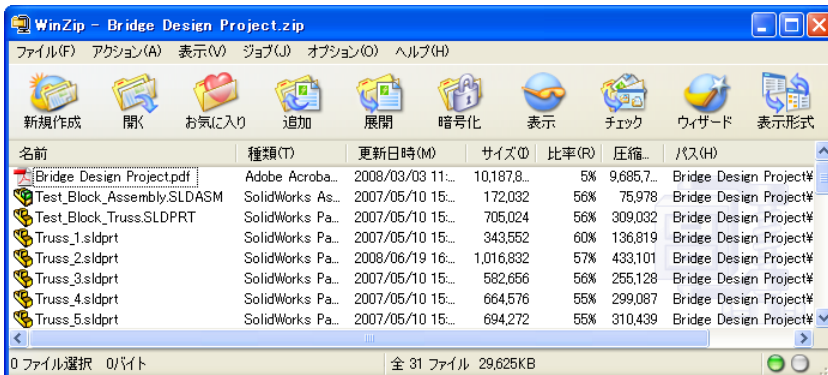 WinZip - Bridge Design Project.zip
ファイル(F) アクション(A) 表示(V) ジョブ(J) オプション(O) ヘルプ(H)
新規作成 開く お気に入り 追加 展開 暗号化 表示 チェック ウィザード 表示形式
名前 種類(T) 更新日時(M) サイズ(I) 比率(R) 圧縮... パス(H)
Bridge Design Project.pdf Adobe Acroba... 2008/03/03 11:... 10,187,8... 5% 9,685,7... Bridge Design Project¥
Test_Block_Assembly.SLDASM SolidWorks As... 2007/05/10 15:... 172,032 56% 75,978 Bridge Design Project¥
Test_Block_Truss.SLDPRT SolidWorks Pa... 2007/05/10 15:... 705,024 56% 309,032 Bridge Design Project¥
Truss_1.sldprt SolidWorks Pa... 2007/05/10 15:... 343,552 60% 136,819 Bridge Design Project¥
Truss_2.sldprt SolidWorks Pa... 2008/06/19 16:... 1,016,832 57% 433,101 Bridge Design Project¥
Truss_3.sldprt SolidWorks Pa... 2007/05/10 15:... 582,656 56% 255,128 Bridge Design Project¥
Truss_4.sldprt SolidWorks Pa... 2007/05/10 15:... 664,576 55% 299,087 Bridge Design Project¥
Truss_5.sldprt SolidWorks Pa... 2007/05/10 15:... 694,272 55% 310,439 Bridge Design Project¥
0 ファイル選択 0バイト 全 31 ファイル 29,625KB